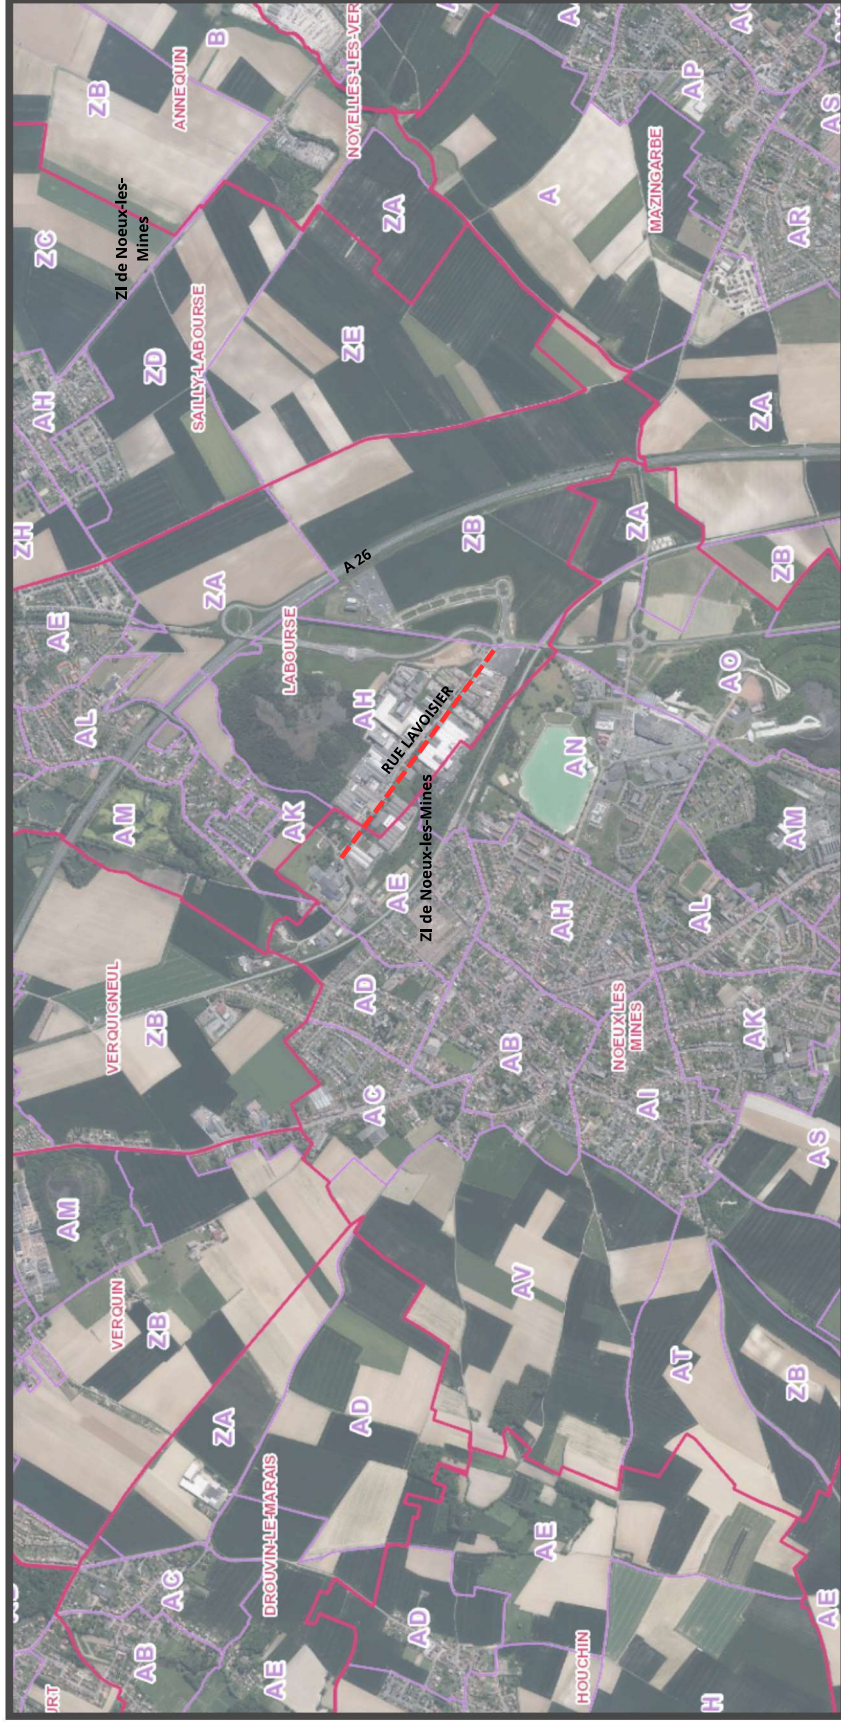 ZH
AH
ZC
URT
AE
AM
AL
ZB
VERQUIGNEUL
VERQUIN
AM
ZI de Noeux-les-
Mines
AB
ZB
ZB
ZD
AC
ANNEQUIN
SAILLY-LABOURSE
ZA
ZA
B
DROUVIN-LE-MARAIS
AE
LABOURSE
AK
NOYELLES-LES-VER
ZE
A 26
AD
AD
AH
AC
ZA
AE
RUE LAVOISIER
AD
ZI de Noeux-les-Mines
ZB
AB
AV
AE
A
AH
AN
HOUCHIN
NOEUX LES
MINES
ZA
AI
MAZINGARBE
AT
AL
AP
H
AO
AK
ZA
ZB
AM
ZB
AR
AS
AE
AS